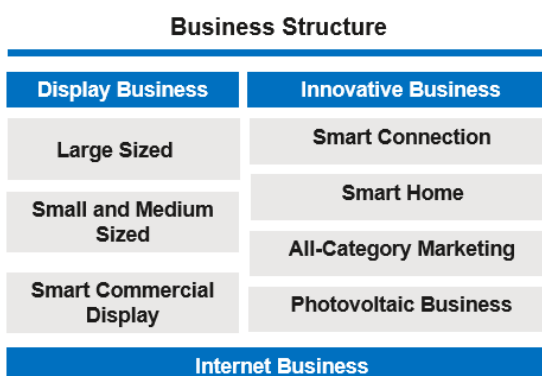 Business Structure
Display Business
Large Sized
Small and Medium
Sized
Smart Commercial
Display
Innovative Business
Smart Connection
Smart Home
All-Category Marketing
Photovoltaic Business
Internet Business